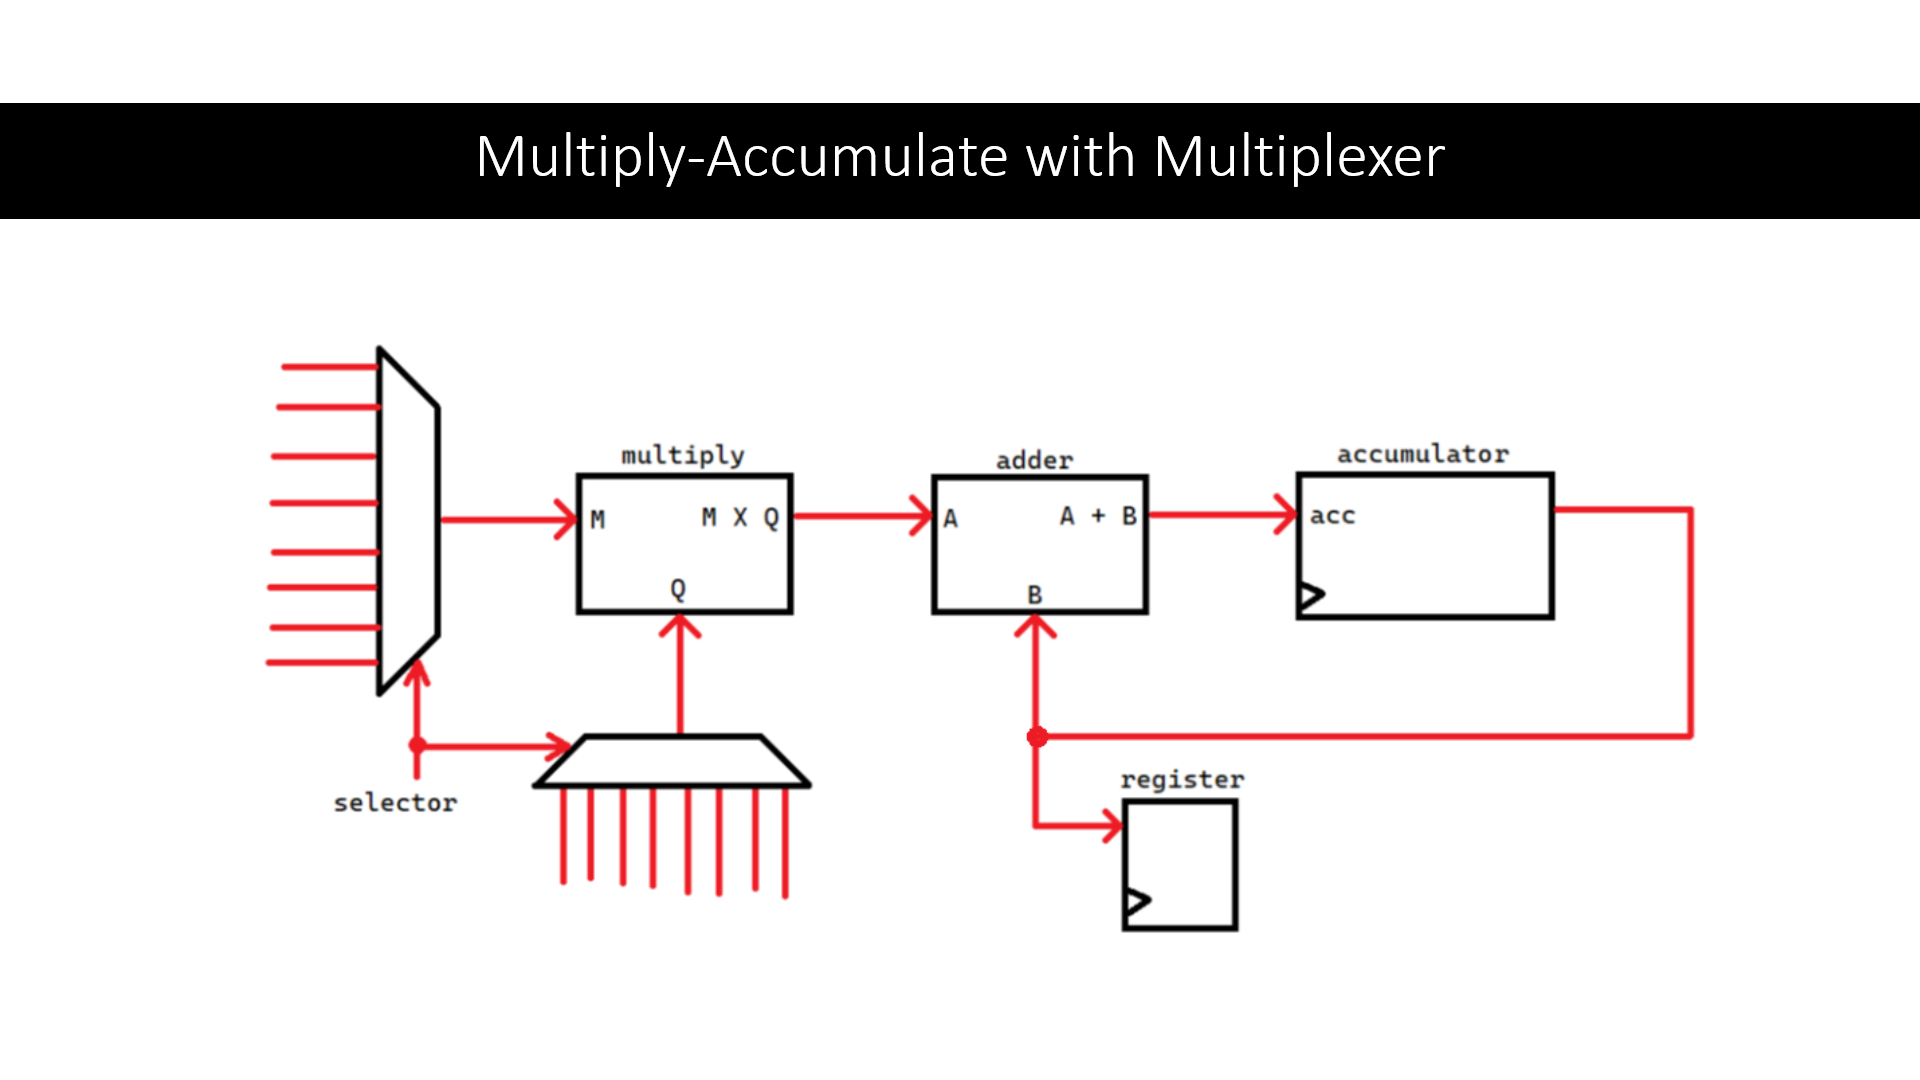 Multiply-Accumulate with Multiplexer
multiply
adder
accumulator
M
M X Q
Q
A
A + B
B
acc
selector
register